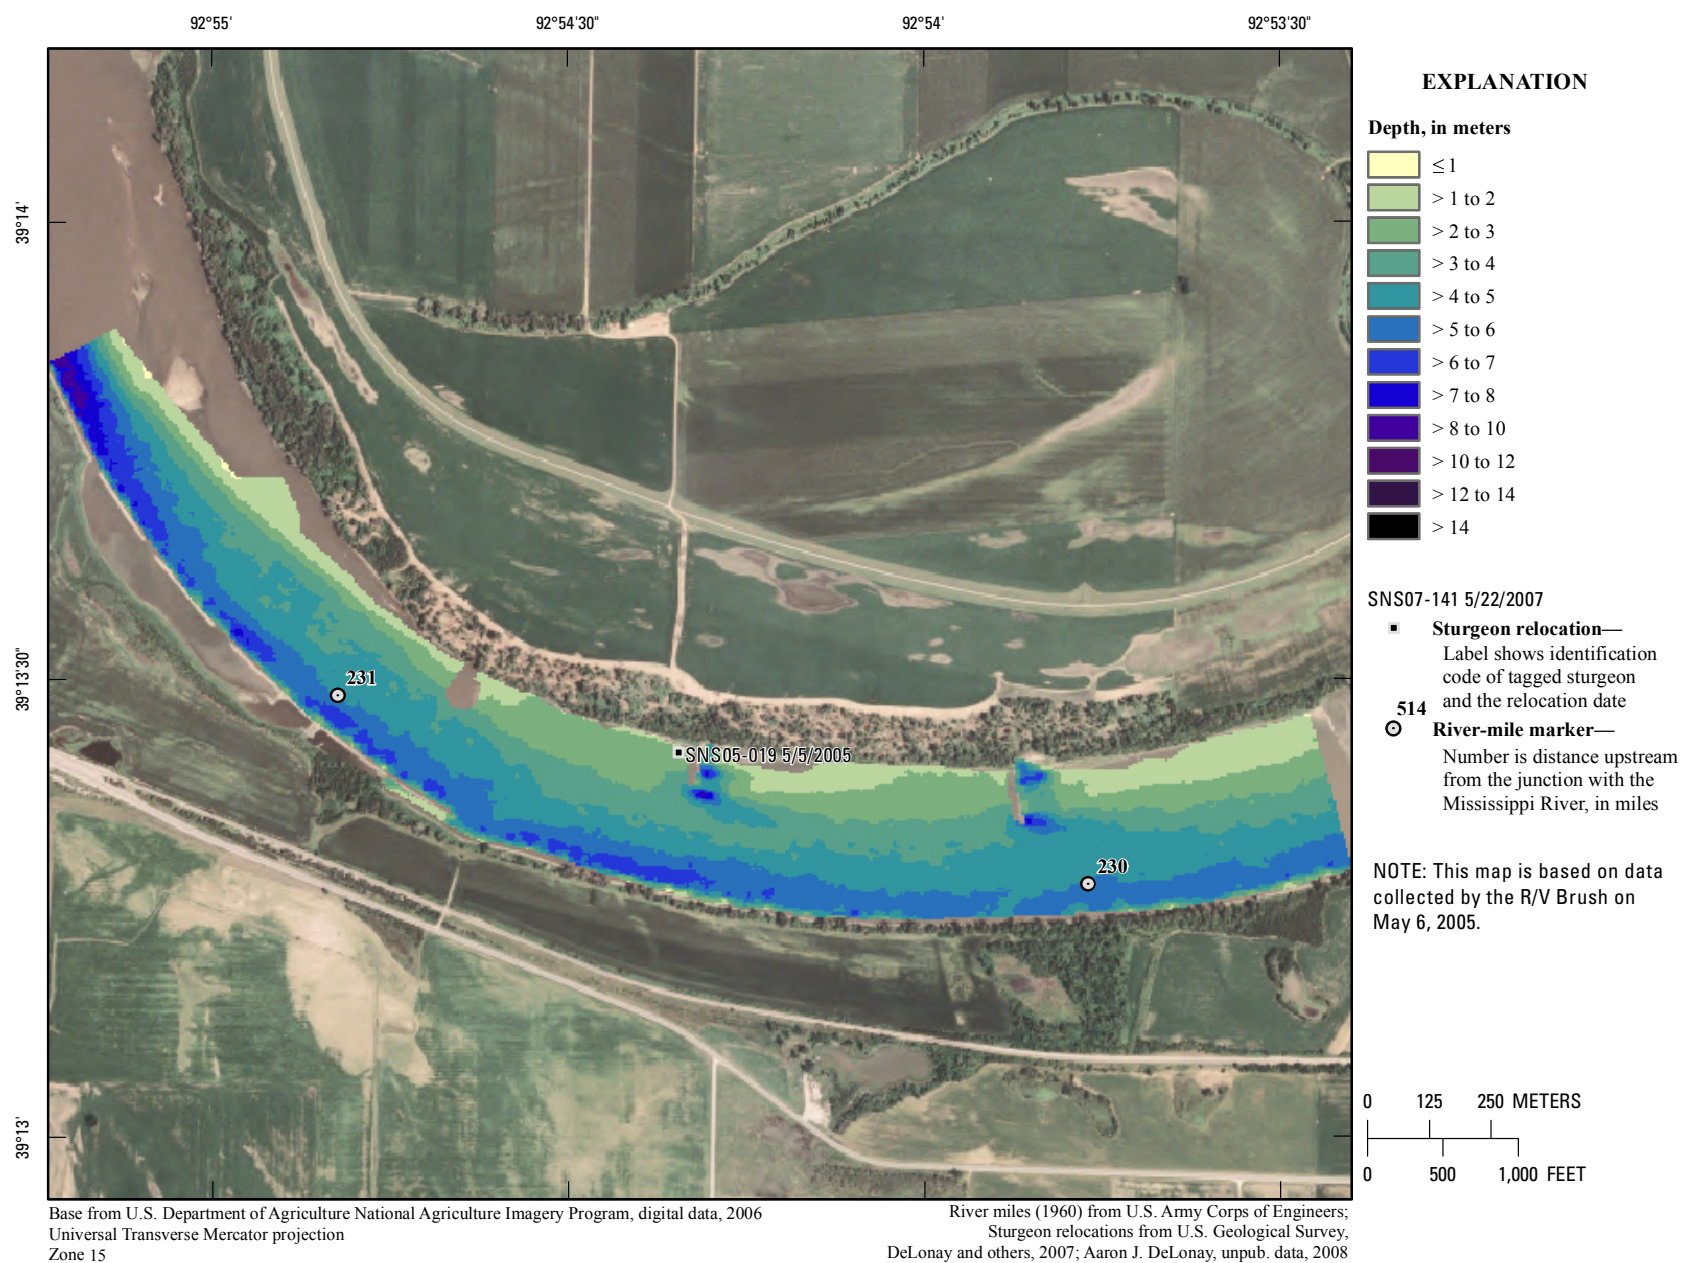 92°55'
92°54'30"
92°54'
92°53'30"
39°14'
39°13'30"
39°13'
231
SNS05-019 5/5/2005
230
EXPLANATION
Depth, in meters
≤ 1
> 1 to 2
> 2 to 3
> 3 to 4
> 4 to 5
> 5 to 6
> 6 to 7
> 7 to 8
> 8 to 10
> 10 to 12
> 12 to 14
> 14
SNS07-141 5/22/2007
Sturgeon relocation—
Label shows identification
code of tagged sturgeon
and the relocation date
514
River-mile marker—
Number is distance upstream
from the junction with the
Mississippi River, in miles
NOTE: This map is based on data
collected by the R/V Brush on
May 6, 2005.
0 125 250 METERS
0 500 1,000 FEET
Base from U.S. Department of Agriculture National Agriculture Imagery Program, digital data, 2006
Universal Transverse Mercator projection
Zone 15
River miles (1960) from U.S. Army Corps of Engineers;
Sturgeon relocations from U.S. Geological Survey,
DeLonay and others, 2007; Aaron J. DeLonay, unpub. data, 2008